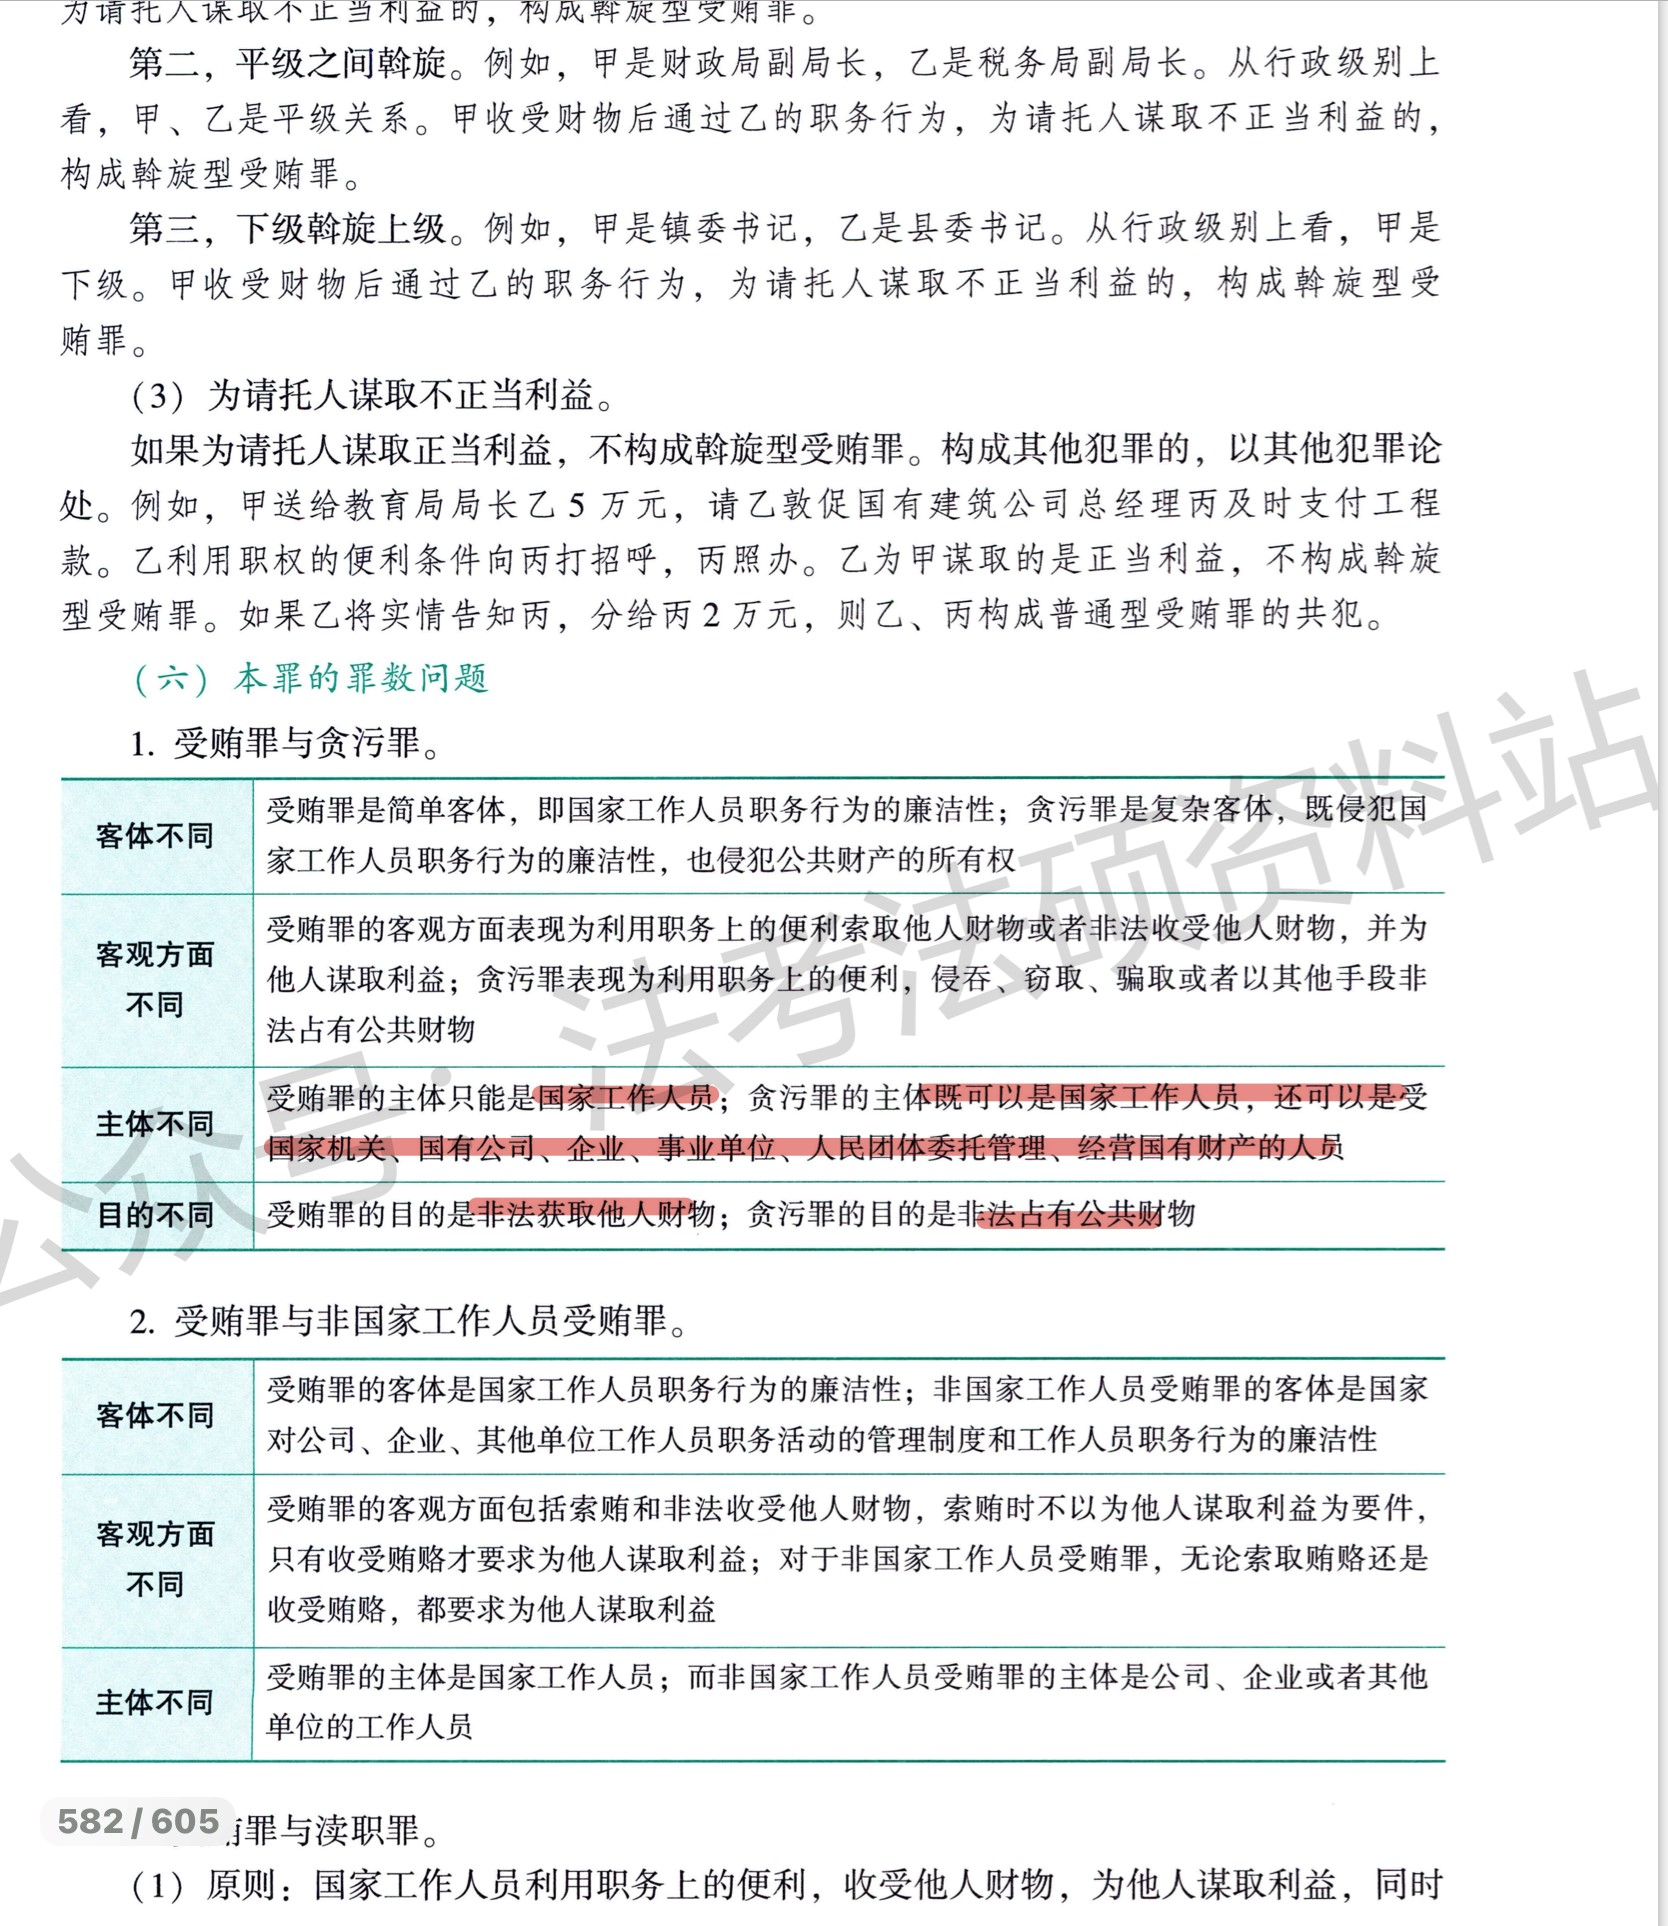 为请托人谋取不正当利益的，构成斡旋型受贿罪。
第二，平级之间斡旋。例如，甲是财政局副局长，乙是税务局副局长。从行政级别上
看，甲、乙是平级关系。甲收受财物后通过乙的职务行为，为请托人谋取不正当利益的，
构成斡旋型受贿罪。
第三，下级斡旋上级。例如，甲是镇委书记，乙是县委书记。从行政级别上看，甲是
下级。甲收受财物后通过乙的职务行为，为请托人谋取不正当利益的，构成斡旋型受
贿罪。
（3）为请托人谋取不正当利益。
如果为请托人谋取正当利益，不构成斡旋型受贿罪。构成其他犯罪的，以其他犯罪论
处。例如，甲送给教育局局长乙5万元，请乙敦促国有建筑公司总经理丙及时支付工程
款。乙利用职权的便利条件向丙打招呼，丙照办。乙为甲谋取的是正当利益，不构成斡旋
型受贿罪。如果乙将实情告知丙，分给丙2万元，则乙、丙构成普通型受贿罪的共犯。
（六）本罪的罪数问题
1. 受贿罪与贪污罪。
客体不同
受贿罪是简单客体，即国家工作人员职务行为的廉洁性；贪污罪是复杂客体，既侵犯国
家工作人员职务行为的廉洁性，也侵犯公共财产的所有权
客观方面
不同
受贿罪的客观方面表现为利用职务上的便利索取他人财物或者非法收受他人财物，并为
他人谋取利益；贪污罪表现为利用职务上的便利，侵吞、窃取、骗取或者以其他手段非
法占有公共财物
主体不同
受贿罪的主体只能是国家工作人员；贪污罪的主体既可以是国家工作人员，还可以是受
国家机关、国有公司、企业、事业单位、人民团体委托管理、经营国有财产的人员
目的不同
受贿罪的目的是非法获取他人财物；贪污罪的目的是非法占有公共财物
2. 受贿罪与非国家工作人员受贿罪。
客体不同
受贿罪的客体是国家工作人员职务行为的廉洁性；非国家工作人员受贿罪的客体是国家
对公司、企业、其他单位工作人员职务活动的管理制度和工作人员职务行为的廉洁性
客观方面
不同
受贿罪的客观方面包括索贿和非法收受他人财物，索贿时不以为他人谋取利益为要件，
只有收受贿赂才要求为他人谋取利益；对于非国家工作人员受贿罪，无论索取贿赂还是
收受贿赂，都要求为他人谋取利益
主体不同
受贿罪的主体是国家工作人员；而非国家工作人员受贿罪的主体是公司、企业或者其他
单位的工作人员
582 / 605
贿罪与渎职罪。
（1）原则：国家工作人员利用职务上的便利，收受他人财物，为他人谋取利益，同时
公众号：法考法硕资料站